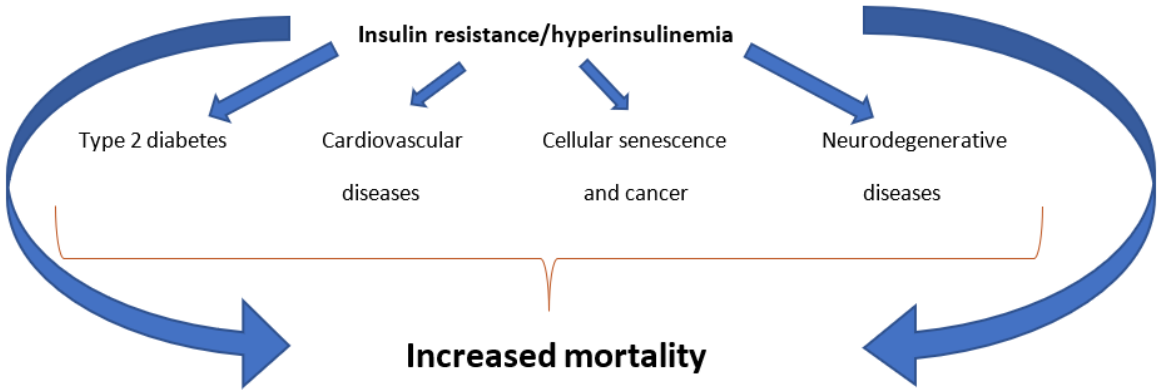 Insulin resistance/hyperinsulinemia
Type 2 diabetes
Cardiovascular
diseases
Cellular senescence
and cancer
Neurodegenerative
diseases
Increased mortality